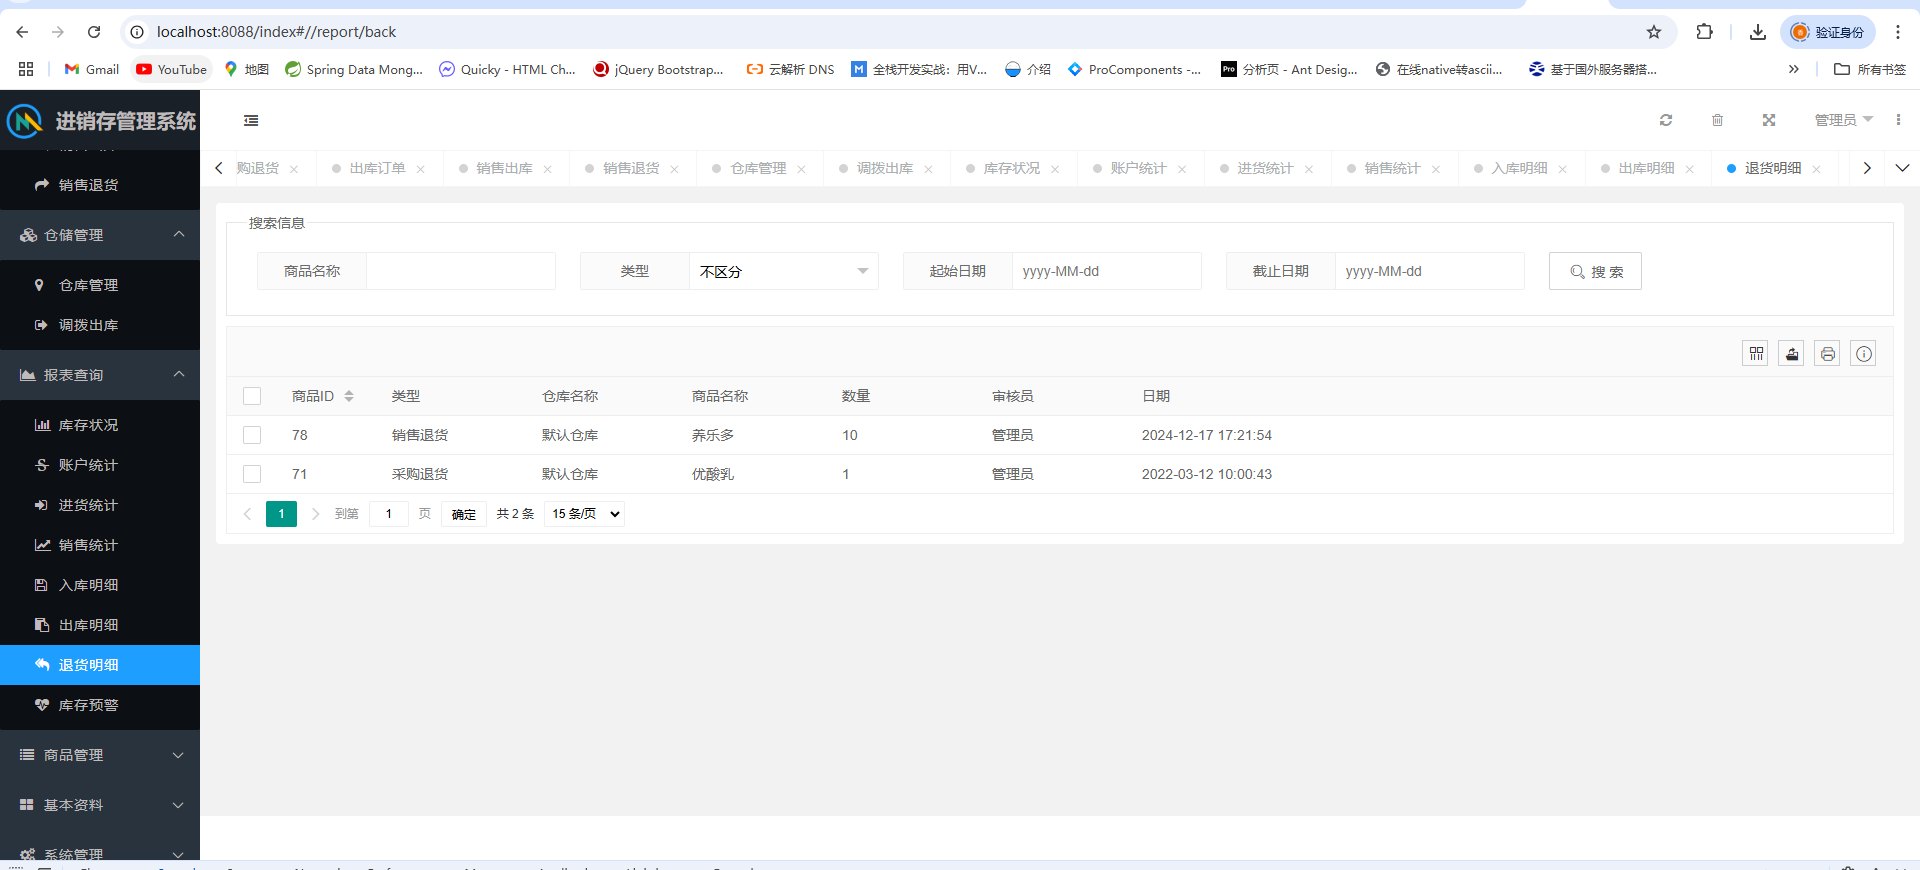 localhost:8088/index#//report/back
验证身份
Gmail
YouTube
地图
Spring Data Mong...
Quicky - HTML Ch...
jQuery Bootstrap...
云解析 DNS
全栈开发实战：用V...
介绍
ProComponents -...
分析页 - Ant Desig...
在线native转ascii...
基于国外服务器搭...
所有书签
进销存管理系统
管理员
购退货
出库订单
销售出库
销售退货
仓库管理
调拨出库
库存状况
账户统计
进货统计
销售统计
入库明细
出库明细
退货明细
销售退货
仓储管理
仓库管理
调拨出库
报表查询
库存状况
账户统计
进货统计
销售统计
入库明细
出库明细
退货明细
库存预警
商品管理
基本资料
系统管理
搜索信息
商品名称
类型 不区分
起始日期 yyyy-MM-dd
截止日期 yyyy-MM-dd
搜 索
商品ID 类型 仓库名称 商品名称 数量 审核员 日期
78 销售退货 默认仓库 养乐多 10 管理员 2024-12-17 17:21:54
71 采购退货 默认仓库 优酸乳 1 管理员 2022-03-12 10:00:43
1 到第 1 页 确定 共 2 条 15 条/页